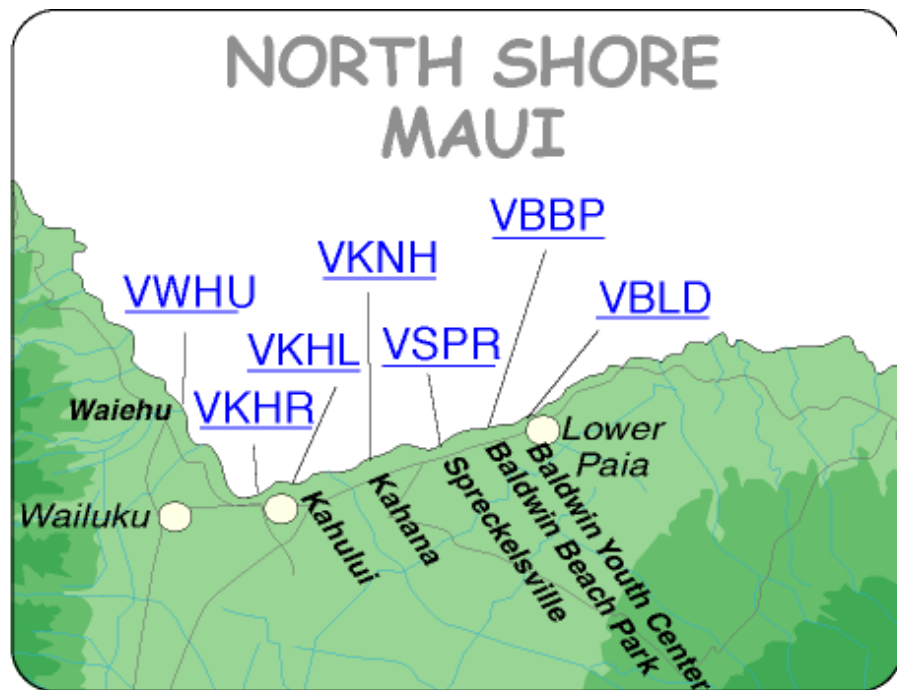 NORTH SHORE
MAUI
VBBP
VKNH
VWHU
VBLD
VKHL
VSPR
VKHR
Waiehu
Lower
Paia
Wailuku
Kahului
Kahana
Spreckelsville
Baldwin Beach Park
Baldwin Youth Center